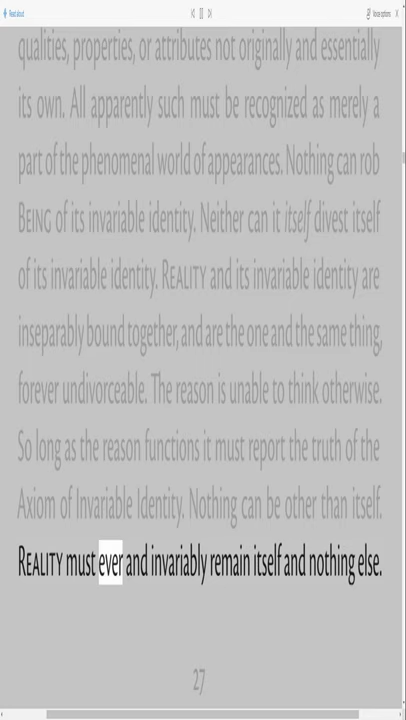 Read aloud
Voice options
qualities, properties, or attributes not originally and essentially
its own. All apparently such must be recognized as merely a
part of the phenomenal world of appearances. Nothing can rob
BEING of its invariable identity. Neither can it itself divest itself
of its invariable identity. REALITY and its invariable identity are
inseparably bound together, and are the one and the same thing,
forever undivorceable. The reason is unable to think otherwise.
So long as the reason functions it must report the truth of the
Axiom of Invariable Identity. Nothing can be other than itself.
REALITY must ever and invariably remain itself and nothing else.
27